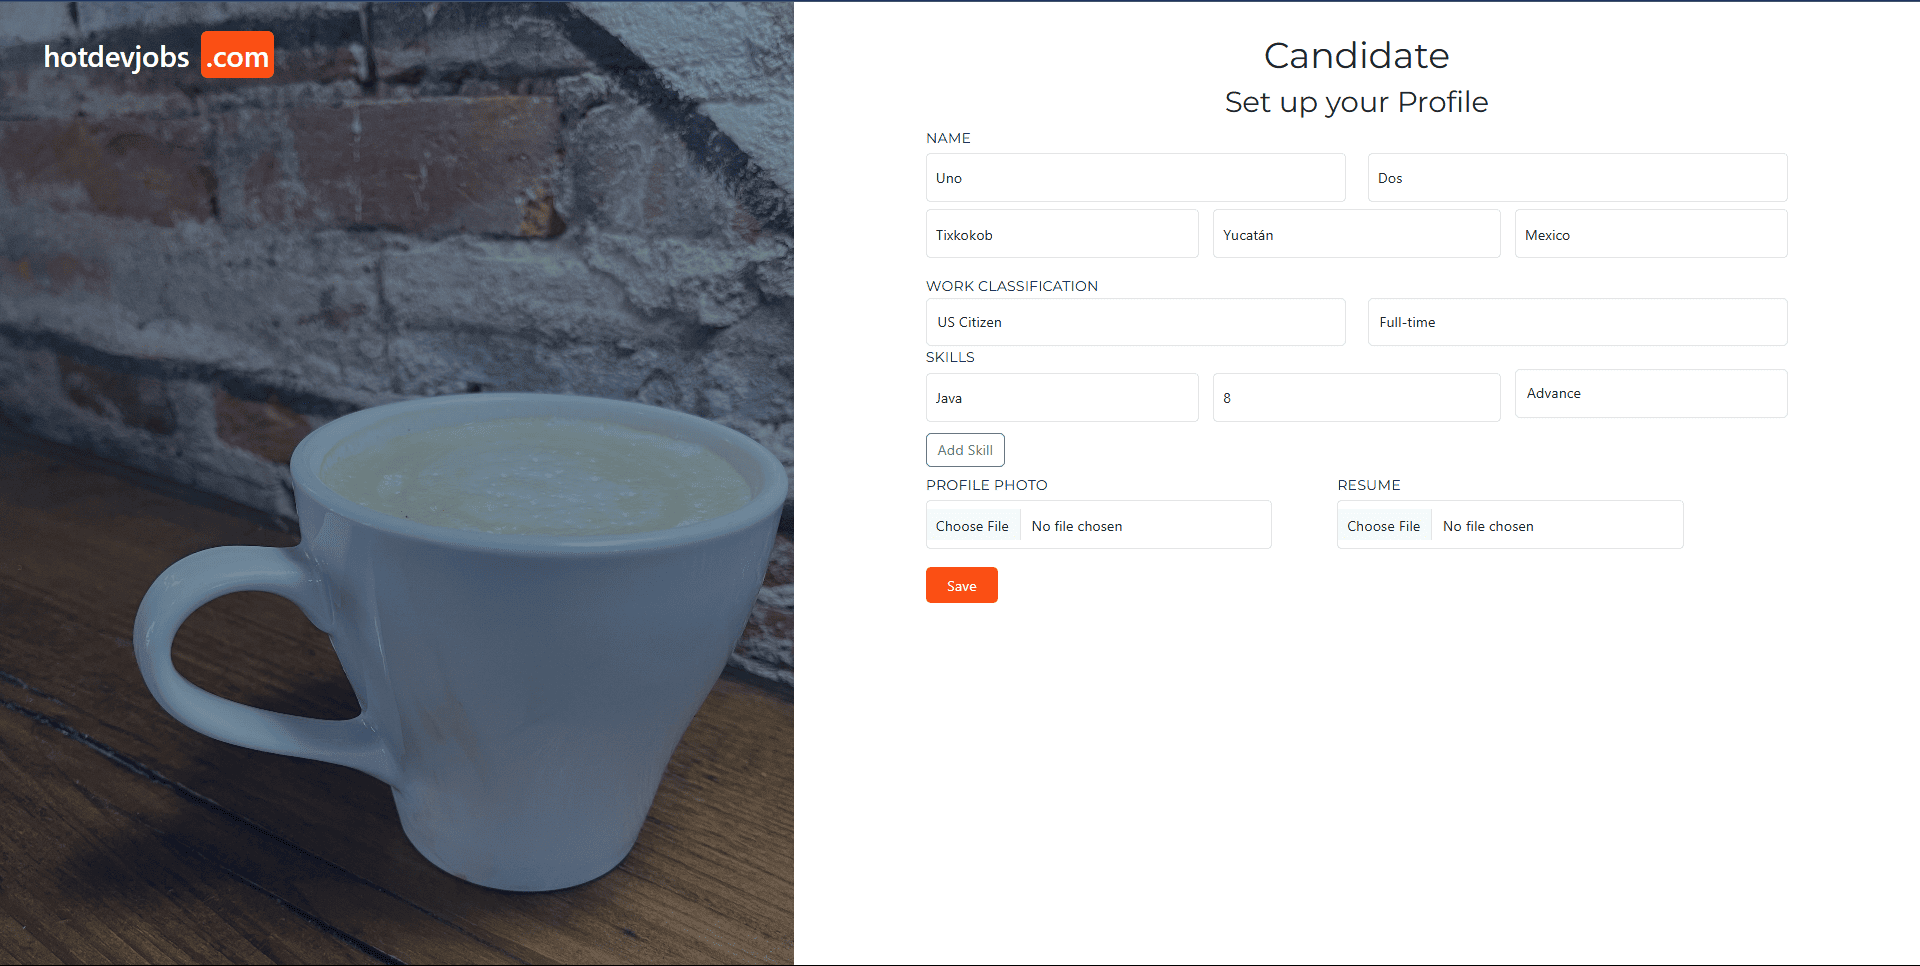 hotdevjobs .com
Candidate
Set up your Profile
NAME
Uno Dos
Tixkokob Yucatán Mexico
WORK CLASSIFICATION
US Citizen Full-time
SKILLS
Java 8 Advance
Add Skill
PROFILE PHOTO RESUME
Choose File No file chosen Choose File No file chosen
Save